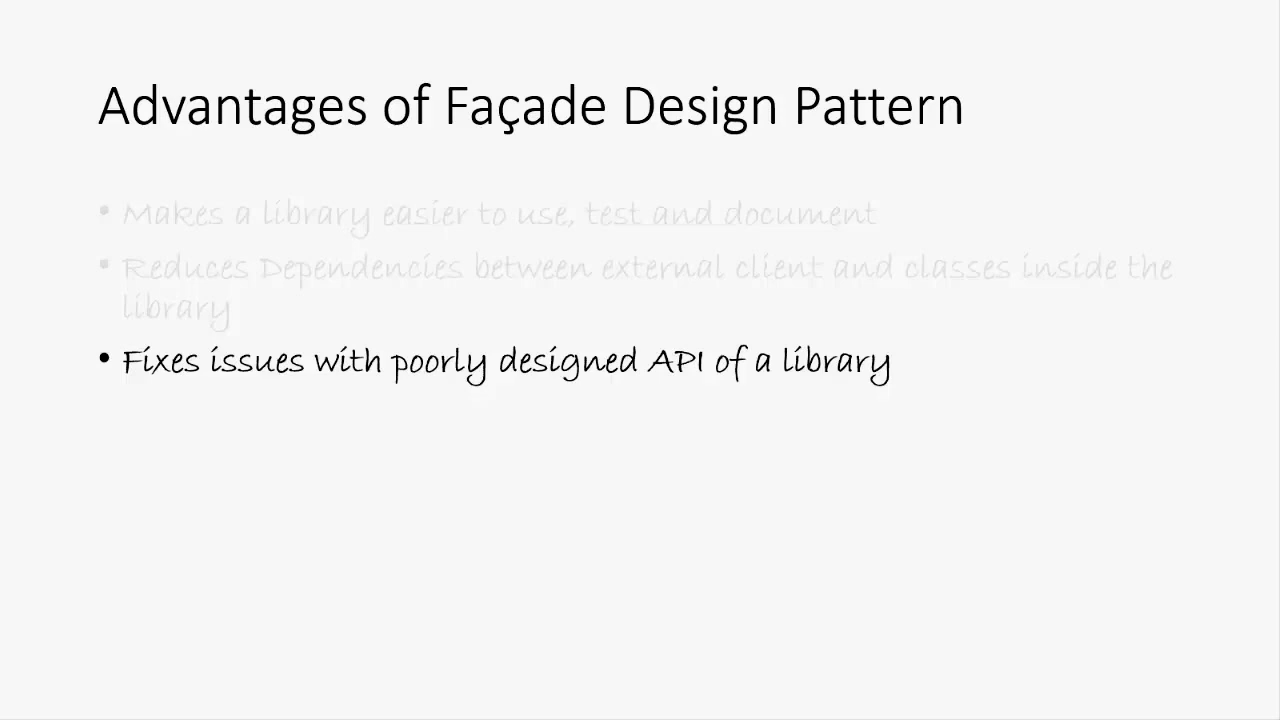 Advantages of Façade Design Pattern
• Makes a library easier to use, test and document
• Reduces Dependencies between external client and classes inside the
library
• Fixes issues with poorly designed API of a library